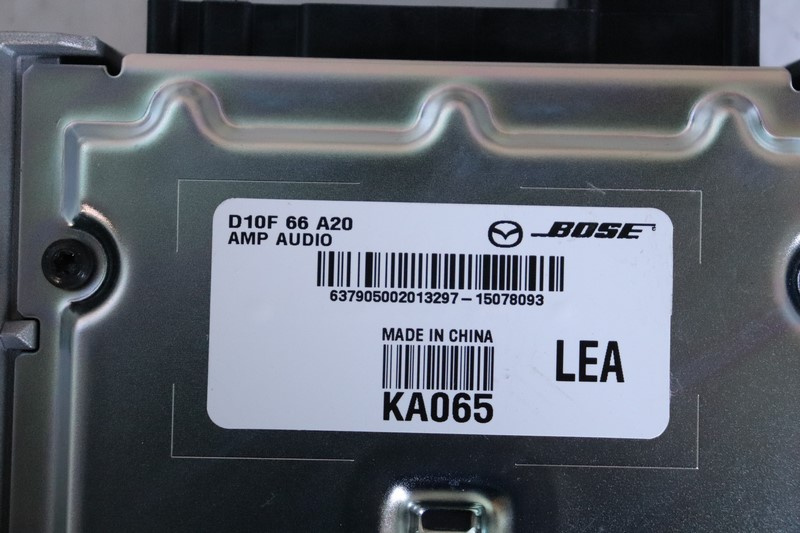 D10F 66 A20
AMP AUDIO
BOSE
637905002013297-15078093
MADE IN CHINA
KA065
LEA